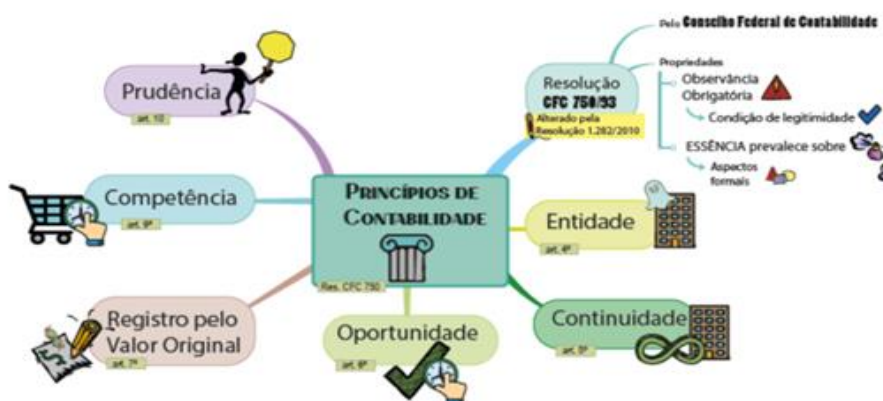 PRINCÍPIOS DE
CONTABILIDADE
Res. CFC 750
Resolução
CFC 750/93
Alterado pela
Resolução 1.282/2010
Pelo Conselho Federal de Contabilidade
Propriedades
Observância
Obrigatória
Condição de legitimidade
ESSÊNCIA prevalece sobre
Aspectos
formais
Entidade
art. 4º
Continuidade
art. 5º
Oportunidade
art. 6º
Registro pelo
Valor Original
art. 7º
Competência
art. 9º
Prudência
art. 10